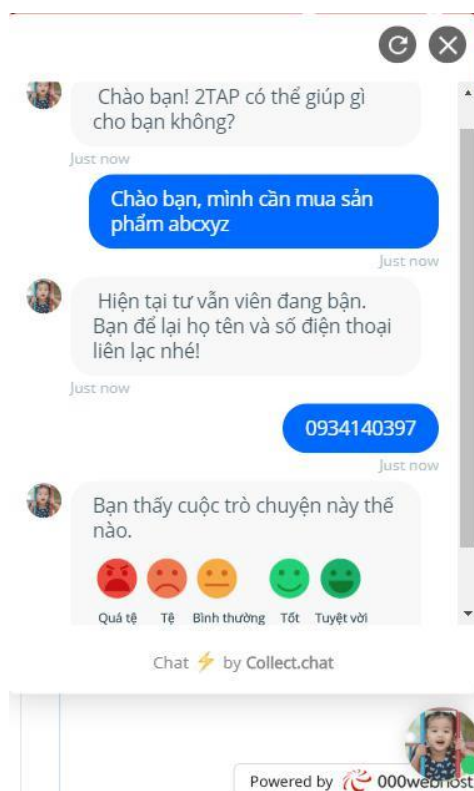 Chào bạn! 2TAP có thể giúp gì
cho bạn không?
Just now
Chào bạn, mình cần mua sản
phẩm abcxyz
Just now
Hiện tại tư vấn viên đang bận.
Bạn để lại họ tên và số điện thoại
liên lạc nhé!
Just now
0934140397
Just now
Bạn thấy cuộc trò chuyện này thế
nào.
Quá tệ Tệ Bình thường Tốt Tuyệt vời
Chat ⚡ by Collect.chat
Powered by 000webhost